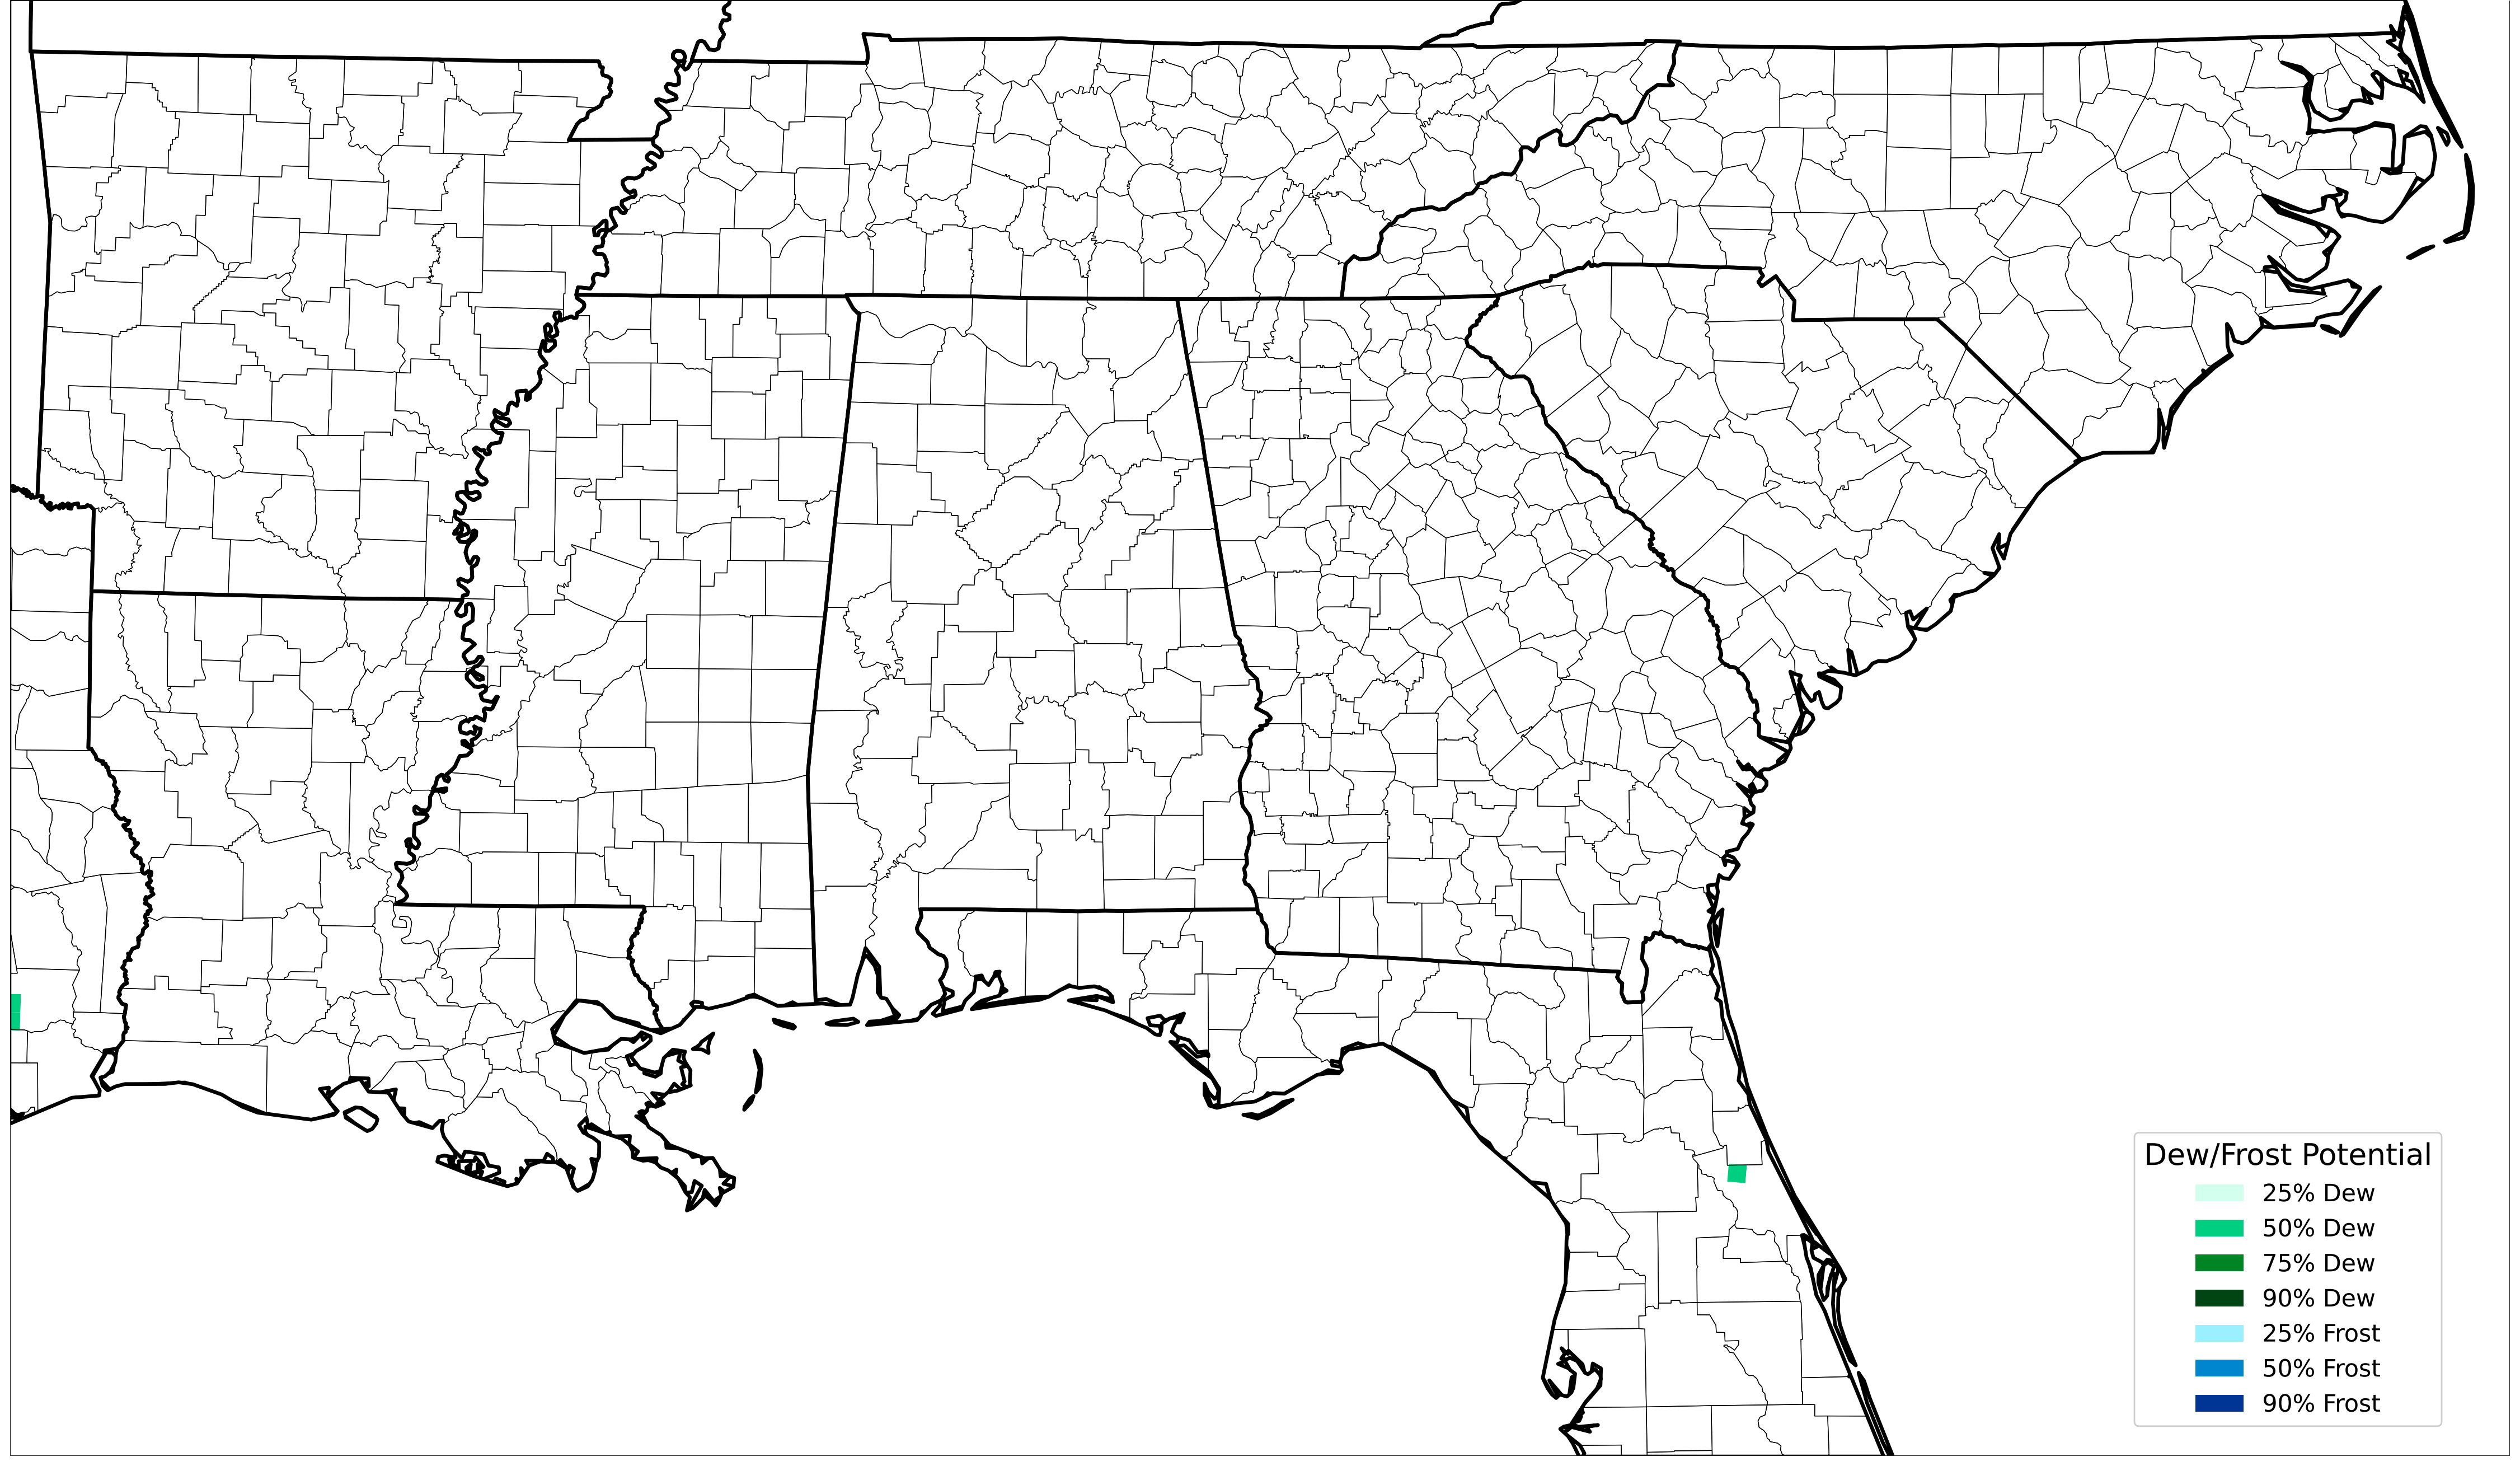 Dew/Frost Potential
25% Dew
50% Dew
75% Dew
90% Dew
25% Frost
50% Frost
90% Frost